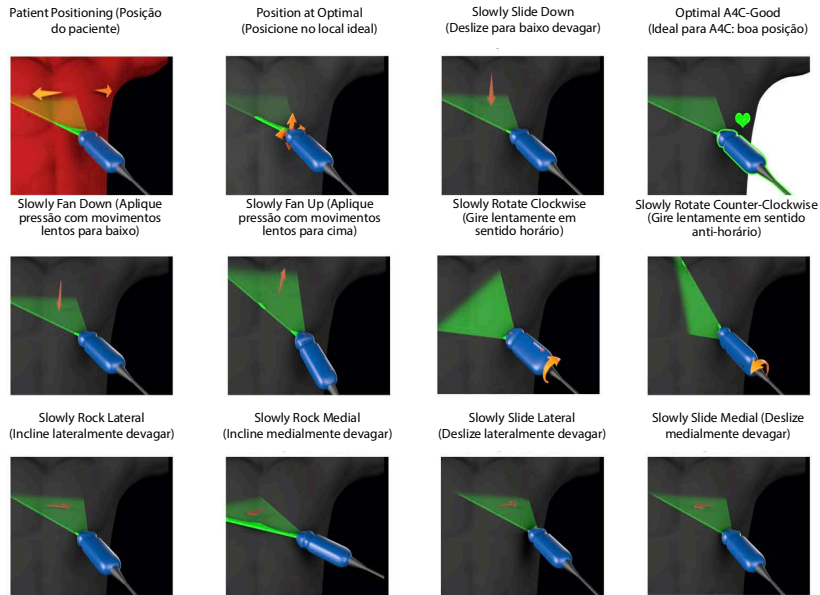 Patient Positioning (Posição
do paciente)
Position at Optimal
(Posicione no local ideal)
Slowly Slide Down
(Deslize para baixo devagar)
Optimal A4C-Good
(Ideal para A4C: boa posição)
Slowly Fan Down (Aplique
pressão com movimentos
lentos para baixo)
Slowly Fan Up (Aplique
pressão com movimentos
lentos para cima)
Slowly Rotate Clockwise
(Gire lentamente em
sentido horário)
Slowly Rotate Counter-Clockwise
(Gire lentamente em sentido
anti-horário)
Slowly Rock Lateral
(Incline lateralmente devagar)
Slowly Rock Medial
(Incline medialmente devagar)
Slowly Slide Lateral
(Deslize lateralmente devagar)
Slowly Slide Medial (Deslize
medialmente devagar)